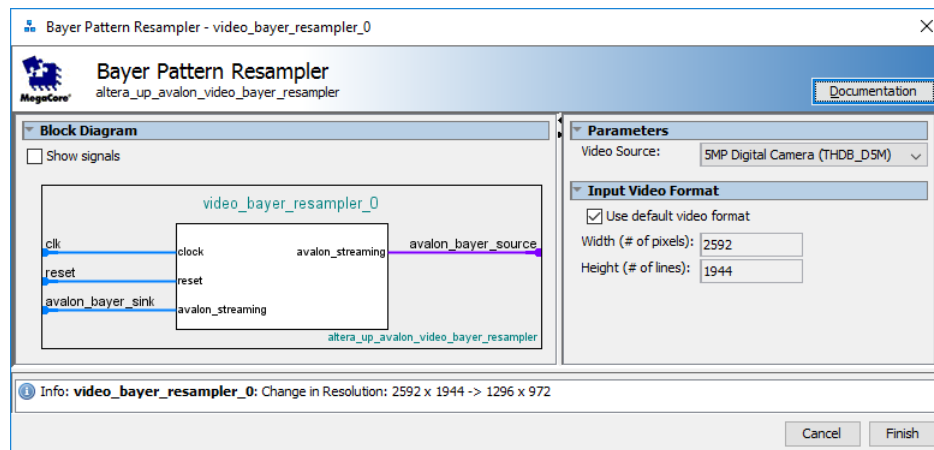 Bayer Pattern Resampler - video_bayer_resampler_0
MegaCore®
Bayer Pattern Resampler
altera_up_avalon_video_bayer_resampler
Documentation
Block Diagram
Show signals
video_bayer_resampler_0
clk
clock
avalon_streaming
avalon_bayer_source
reset
reset
avalon_bayer_sink
avalon_streaming
altera_up_avalon_video_bayer_resampler
Parameters
Video Source: 5MP Digital Camera (THDB_D5M)
Input Video Format
Use default video format
Width (# of pixels): 2592
Height (# of lines): 1944
Info: video_bayer_resampler_0: Change in Resolution: 2592 x 1944 -> 1296 x 972
Cancel
Finish